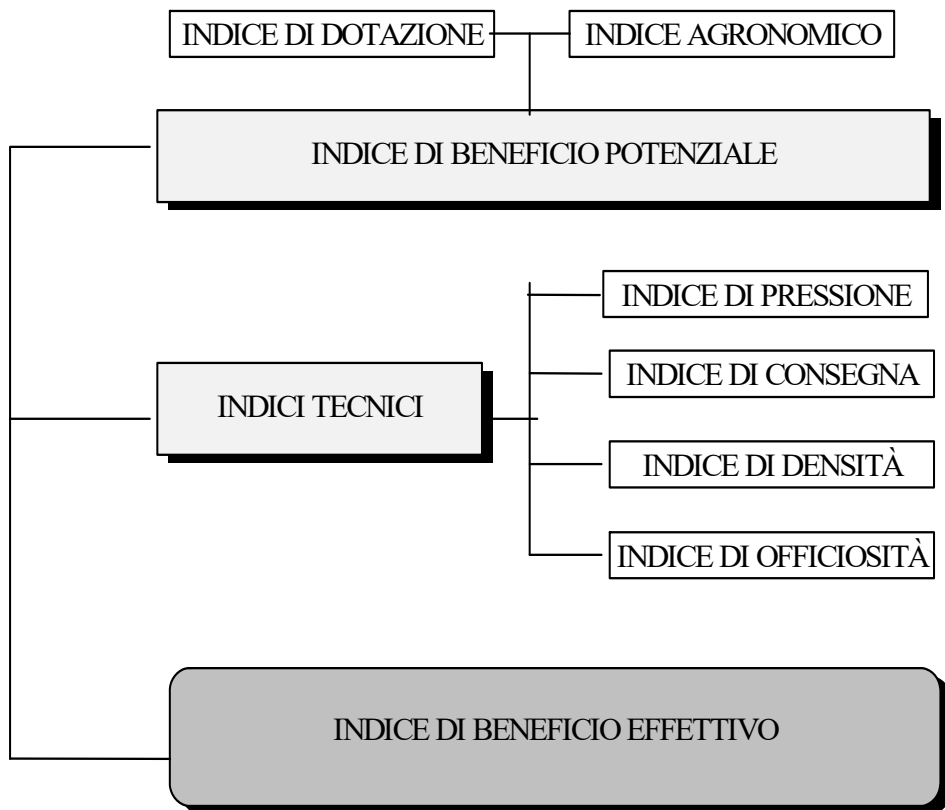 INDICE DI DOTAZIONE
INDICE AGRONOMICO
INDICE DI BENEFICIO POTENZIALE
INDICE DI PRESSIONE
INDICE DI CONSEGNA
INDICI TECNICI
INDICE DI DENSITÀ
INDICE DI OFFICIOSITÀ
INDICE DI BENEFICIO EFFETTIVO